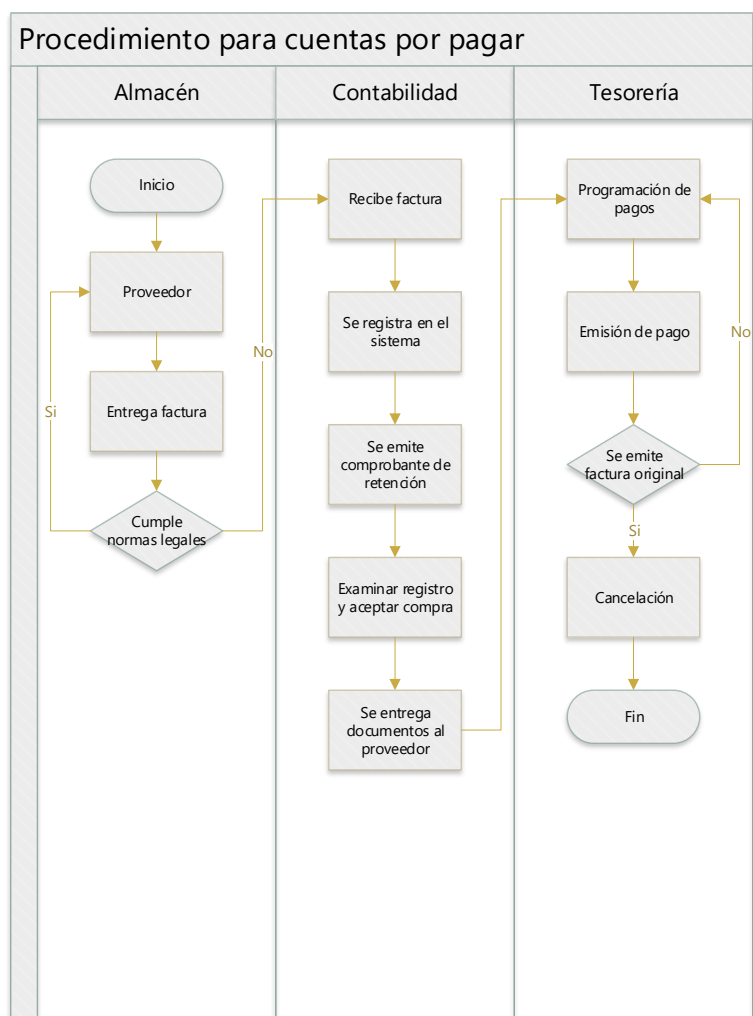 Procedimiento para cuentas por pagar
Almacén
Contabilidad
Tesorería
Inicio
Proveedor
Entrega factura
Cumple
normas legales
Si
No
Recibe factura
Se registra en el
sistema
Se emite
comprobante de
retención
Examinar registro
y aceptar compra
Se entrega
documentos al
proveedor
Programación de
pagos
Emisión de pago
Se emite
factura original
No
Si
Cancelación
Fin